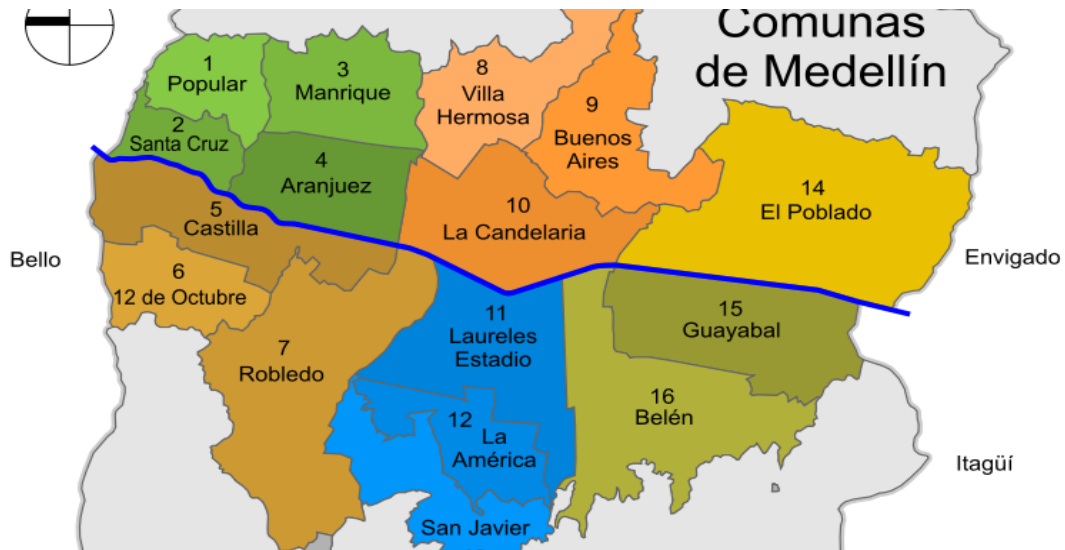 Comunas
de Medellín
1
Popular
2
Santa Cruz
3
Manrique
4
Aranjuez
5
Castilla
6
12 de Octubre
7
Robledo
8
Villa
Hermosa
9
Buenos
Aires
10
La Candelaria
11
Laureles
Estadio
12
La
América
San Javier
14
El Poblado
15
Guayabal
16
Belén
Bello
Envigado
Itagüí